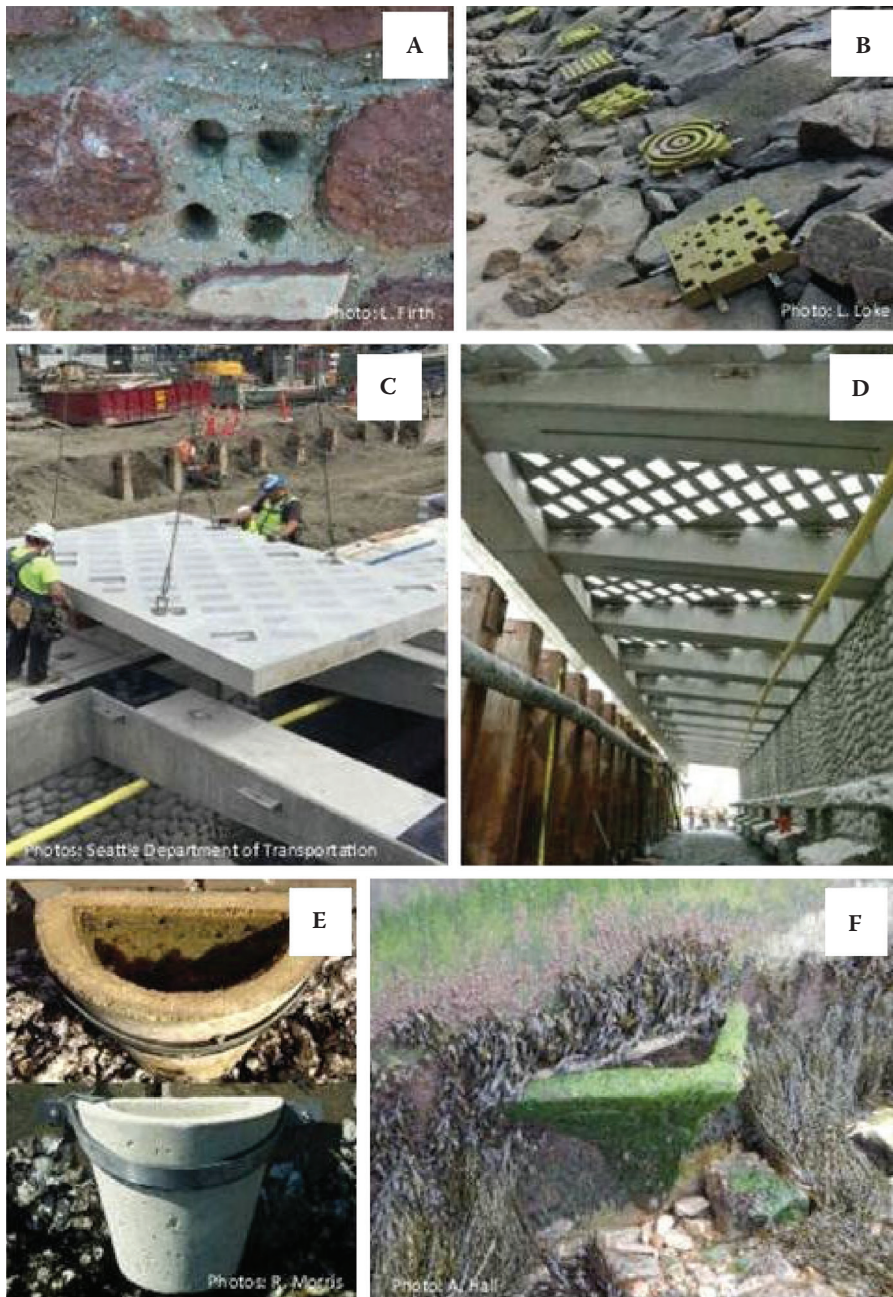 A
Photo: L. Firth
B
Photo: L. Loke
C
Photos: Seattle Department of Transportation
D
E
Photos: R. Morris
F
Photo: A. Hall